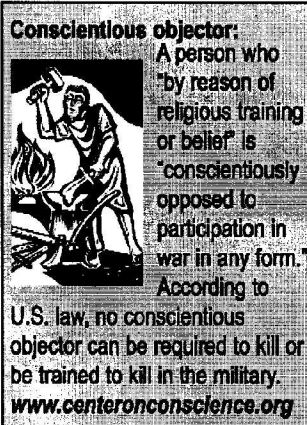 Conscientious objector:
A person who
"by reason of
religious training
or belief" is
"conscientiously
opposed to
participation in
war in any form."
According to
U.S. law, no conscientious
objector can be required to kill or
be trained to kill in the military.
www.centeronconscience.org